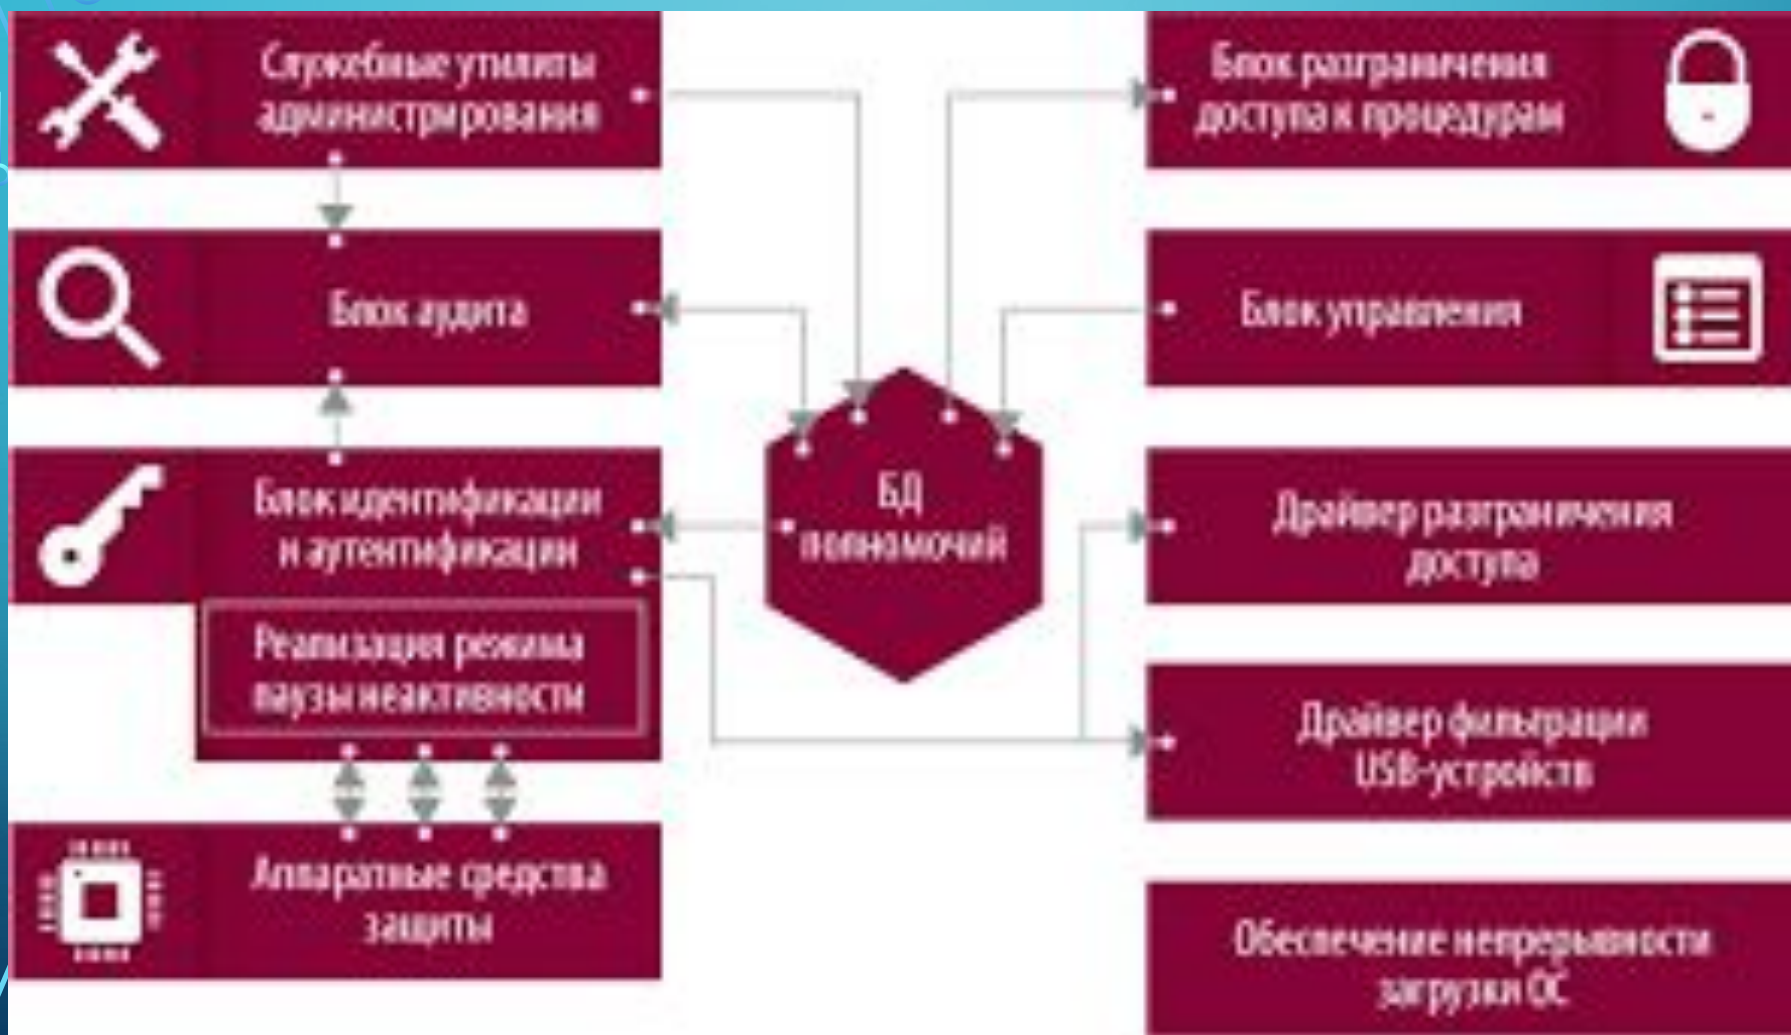 Служебные утилиты
администрирования
Блок аудита
Блок идентификации
и аутентификации
Реализация режима
паузы неактивности
Аппаратные средства
защиты
БД
полномочий
Блок разграничения
доступа к процедурам
Блок управления
Драйвер разграничения
доступа
Драйвер фильтрации
USB-устройств
Обеспечение непрерывности
загрузки ОС